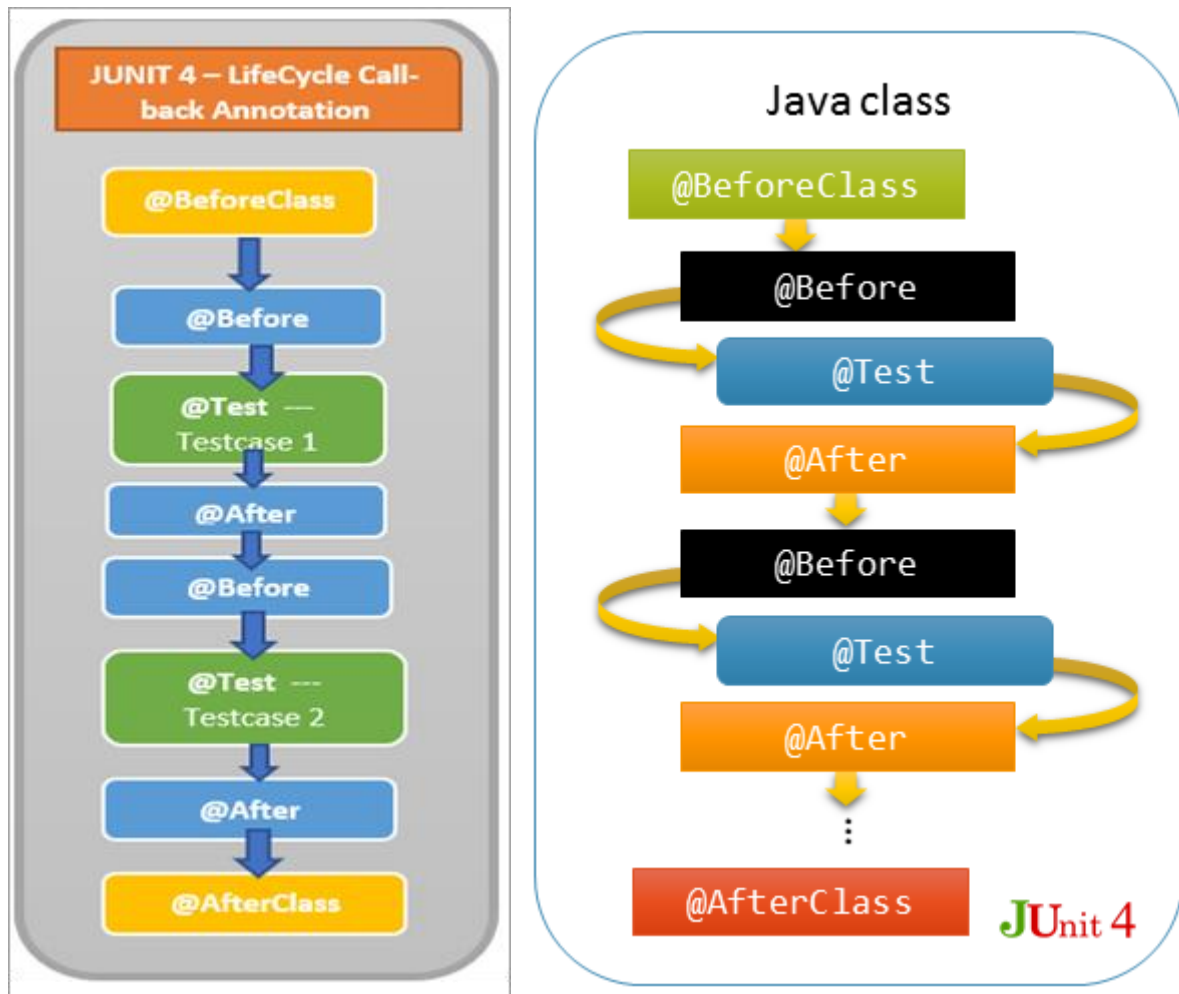 JUNIT 4 – LifeCycle Call-
back Annotation
@BeforeClass
@Before
@Test ---
Testcase 1
@After
@Before
@Test ---
Testcase 2
@After
@AfterClass
Java class
@BeforeClass
@Before
@Test
@After
@Before
@Test
@After
⋮
@AfterClass
JUnit 4